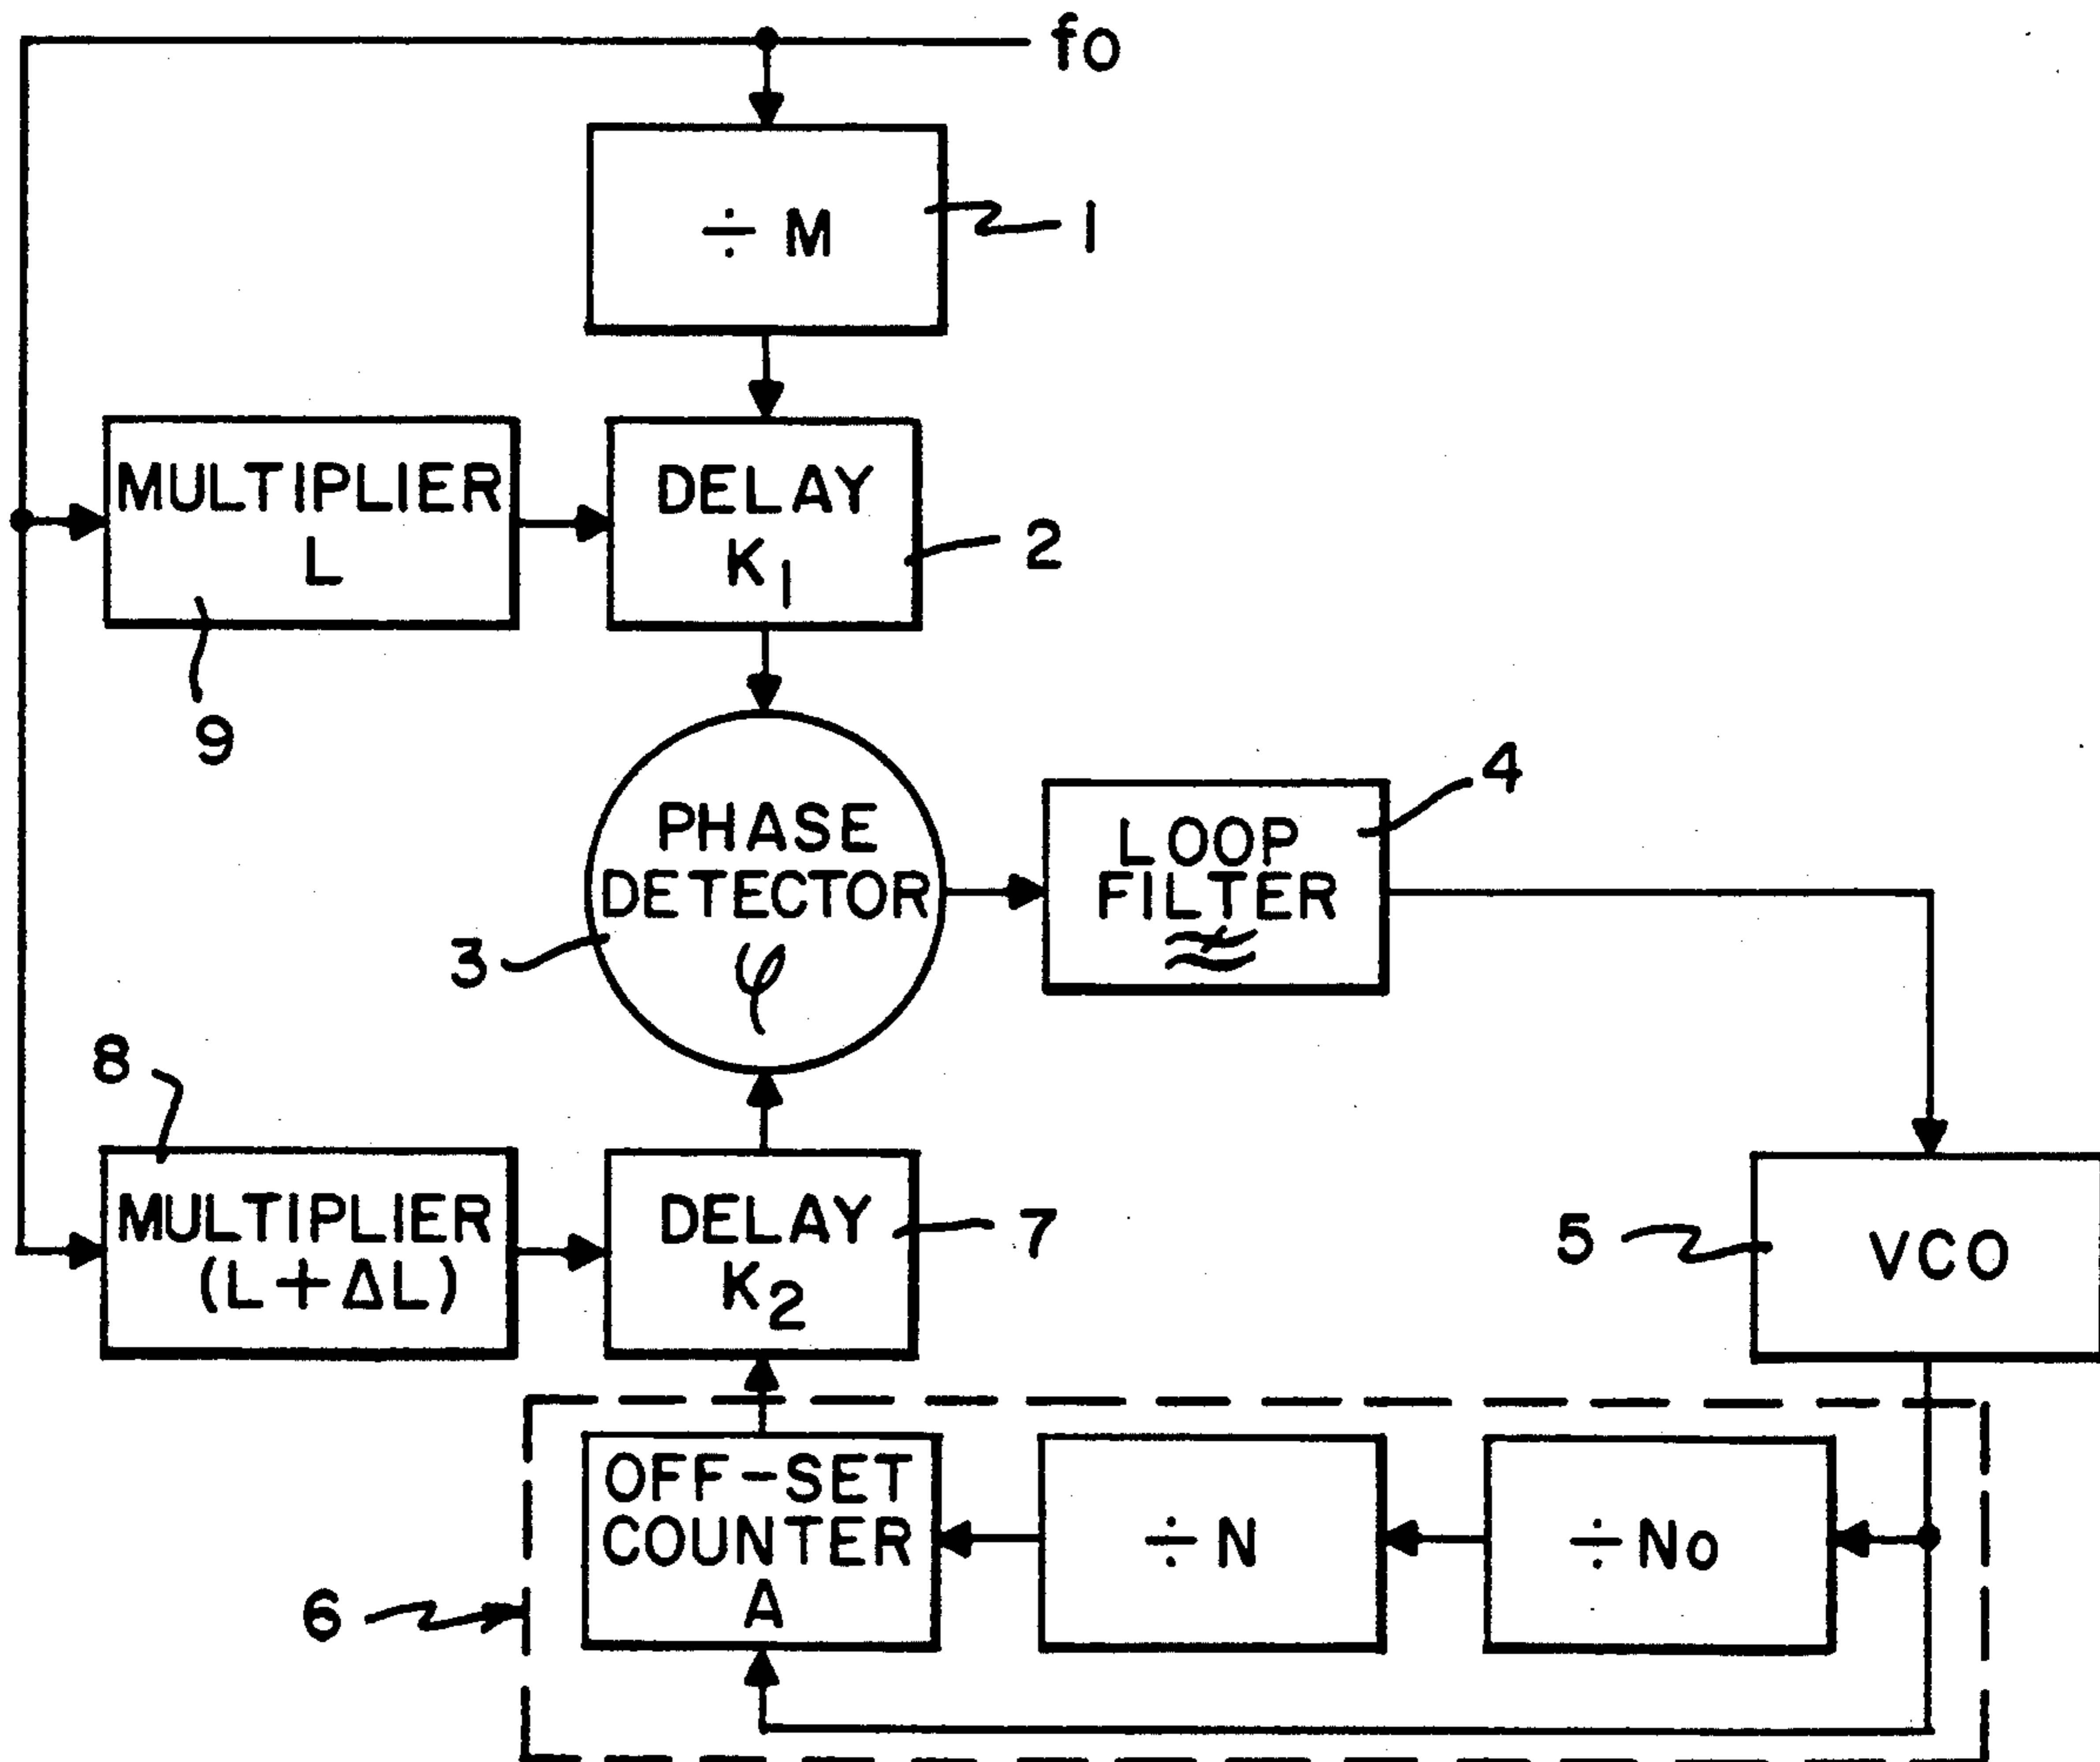 fo
÷ M
1
MULTIPLIER
L
9
DELAY
K1
2
PHASE
DETECTOR
φ
3
LOOP
FILTER
4
8
MULTIPLIER
(L+ΔL)
DELAY
K2
7
5
VCO
6
OFF-SET
COUNTER
A
÷ N
÷ No